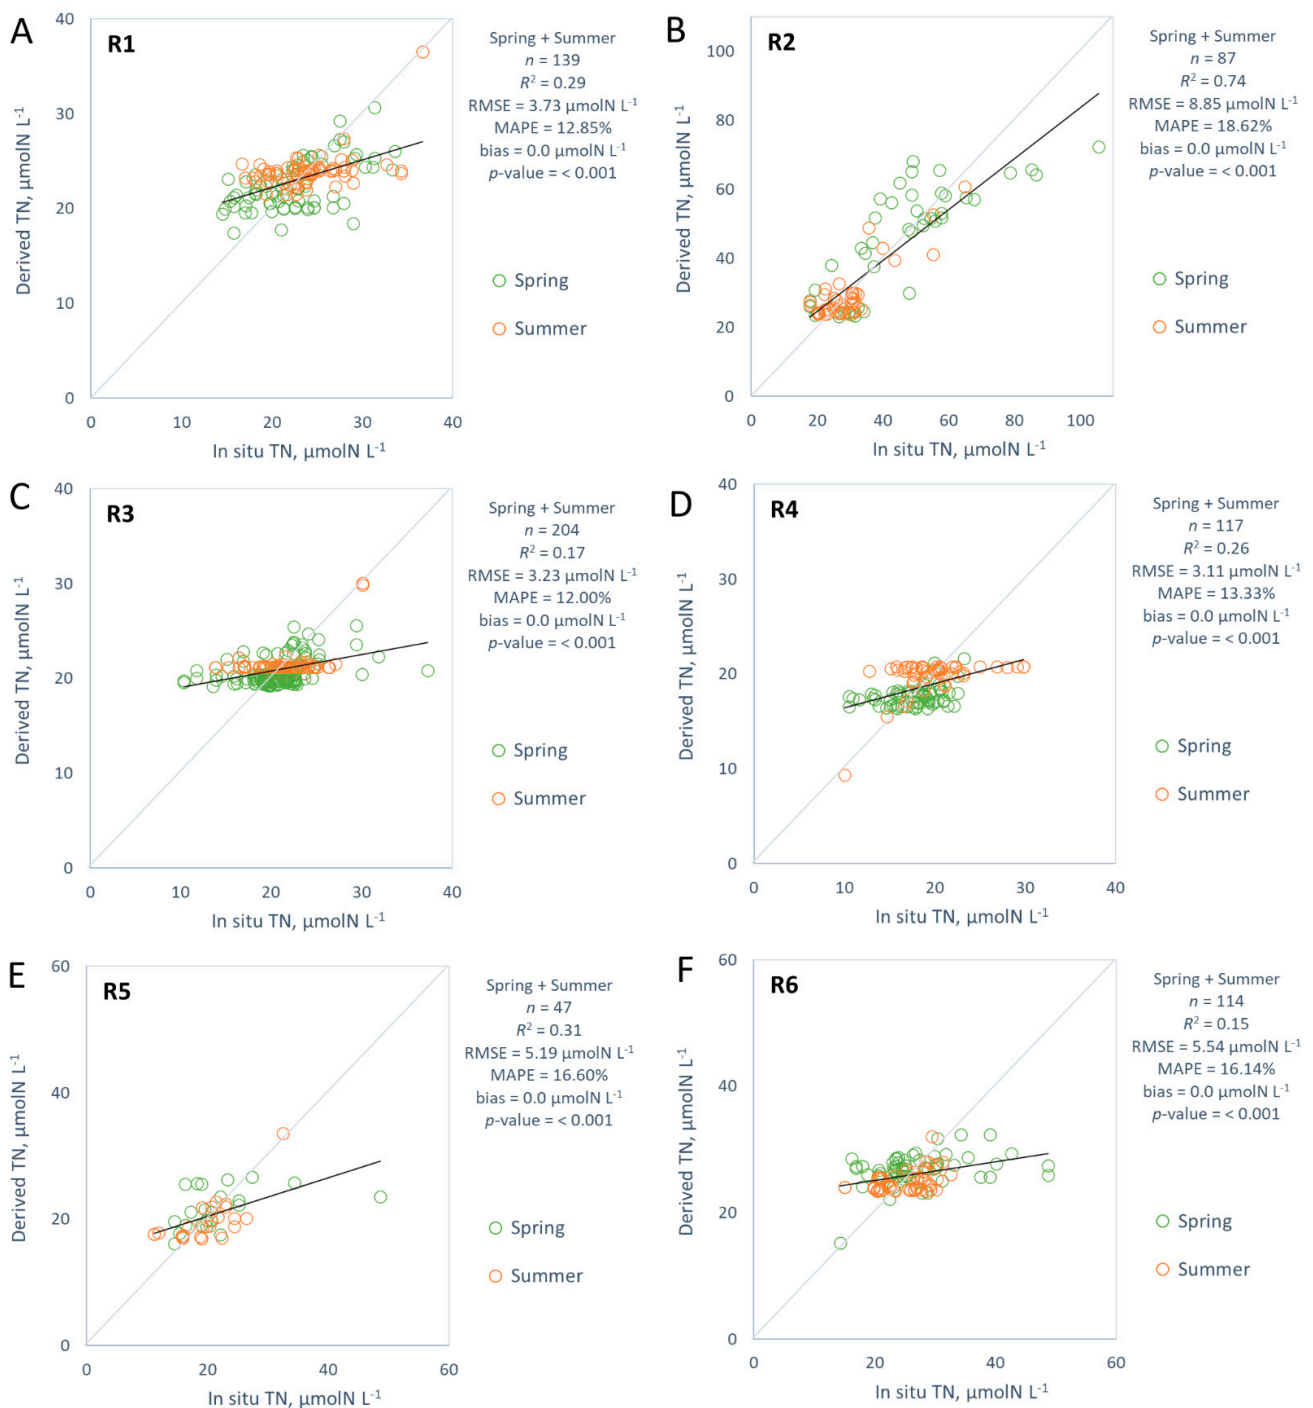 A
R1
40
30
20
10
0
0 10 20 30 40
Derived TN, µmolN L⁻¹
In situ TN, µmolN L⁻¹
Spring + Summer
n = 139
R² = 0.29
RMSE = 3.73 µmolN L⁻¹
MAPE = 12.85%
bias = 0.0 µmolN L⁻¹
p-value = < 0.001
Spring
Summer
B
R2
100
80
60
40
20
0
0 20 40 60 80 100
Derived TN, µmolN L⁻¹
In situ TN, µmolN L⁻¹
Spring + Summer
n = 87
R² = 0.74
RMSE = 8.85 µmolN L⁻¹
MAPE = 18.62%
bias = 0.0 µmolN L⁻¹
p-value = < 0.001
Spring
Summer
C
R3
40
30
20
10
0
0 10 20 30 40
Derived TN, µmolN L⁻¹
In situ TN, µmolN L⁻¹
Spring + Summer
n = 204
R² = 0.17
RMSE = 3.23 µmolN L⁻¹
MAPE = 12.00%
bias = 0.0 µmolN L⁻¹
p-value = < 0.001
Spring
Summer
D
R4
40
30
20
10
0
0 10 20 30 40
Derived TN, µmolN L⁻¹
In situ TN, µmolN L⁻¹
Spring + Summer
n = 117
R² = 0.26
RMSE = 3.11 µmolN L⁻¹
MAPE = 13.33%
bias = 0.0 µmolN L⁻¹
p-value = < 0.001
Spring
Summer
E
R5
60
40
20
0
0 20 40 60
Derived TN, µmolN L⁻¹
In situ TN, µmolN L⁻¹
Spring + Summer
n = 47
R² = 0.31
RMSE = 5.19 µmolN L⁻¹
MAPE = 16.60%
bias = 0.0 µmolN L⁻¹
p-value = < 0.001
Spring
Summer
F
R6
60
40
20
0
0 20 40 60
Derived TN, µmolN L⁻¹
In situ TN, µmolN L⁻¹
Spring + Summer
n = 114
R² = 0.15
RMSE = 5.54 µmolN L⁻¹
MAPE = 16.14%
bias = 0.0 µmolN L⁻¹
p-value = < 0.001
Spring
Summer